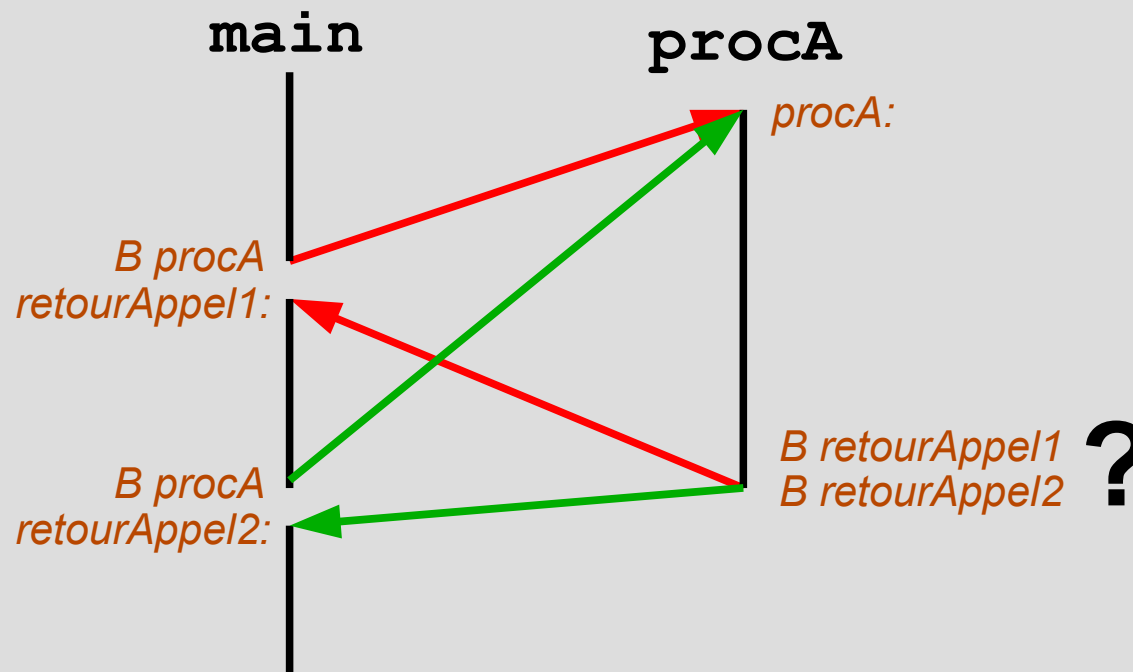 main
procA
procA:
B procA
retourAppel1:
B procA
retourAppel2:
B retourAppel1
B retourAppel2
?